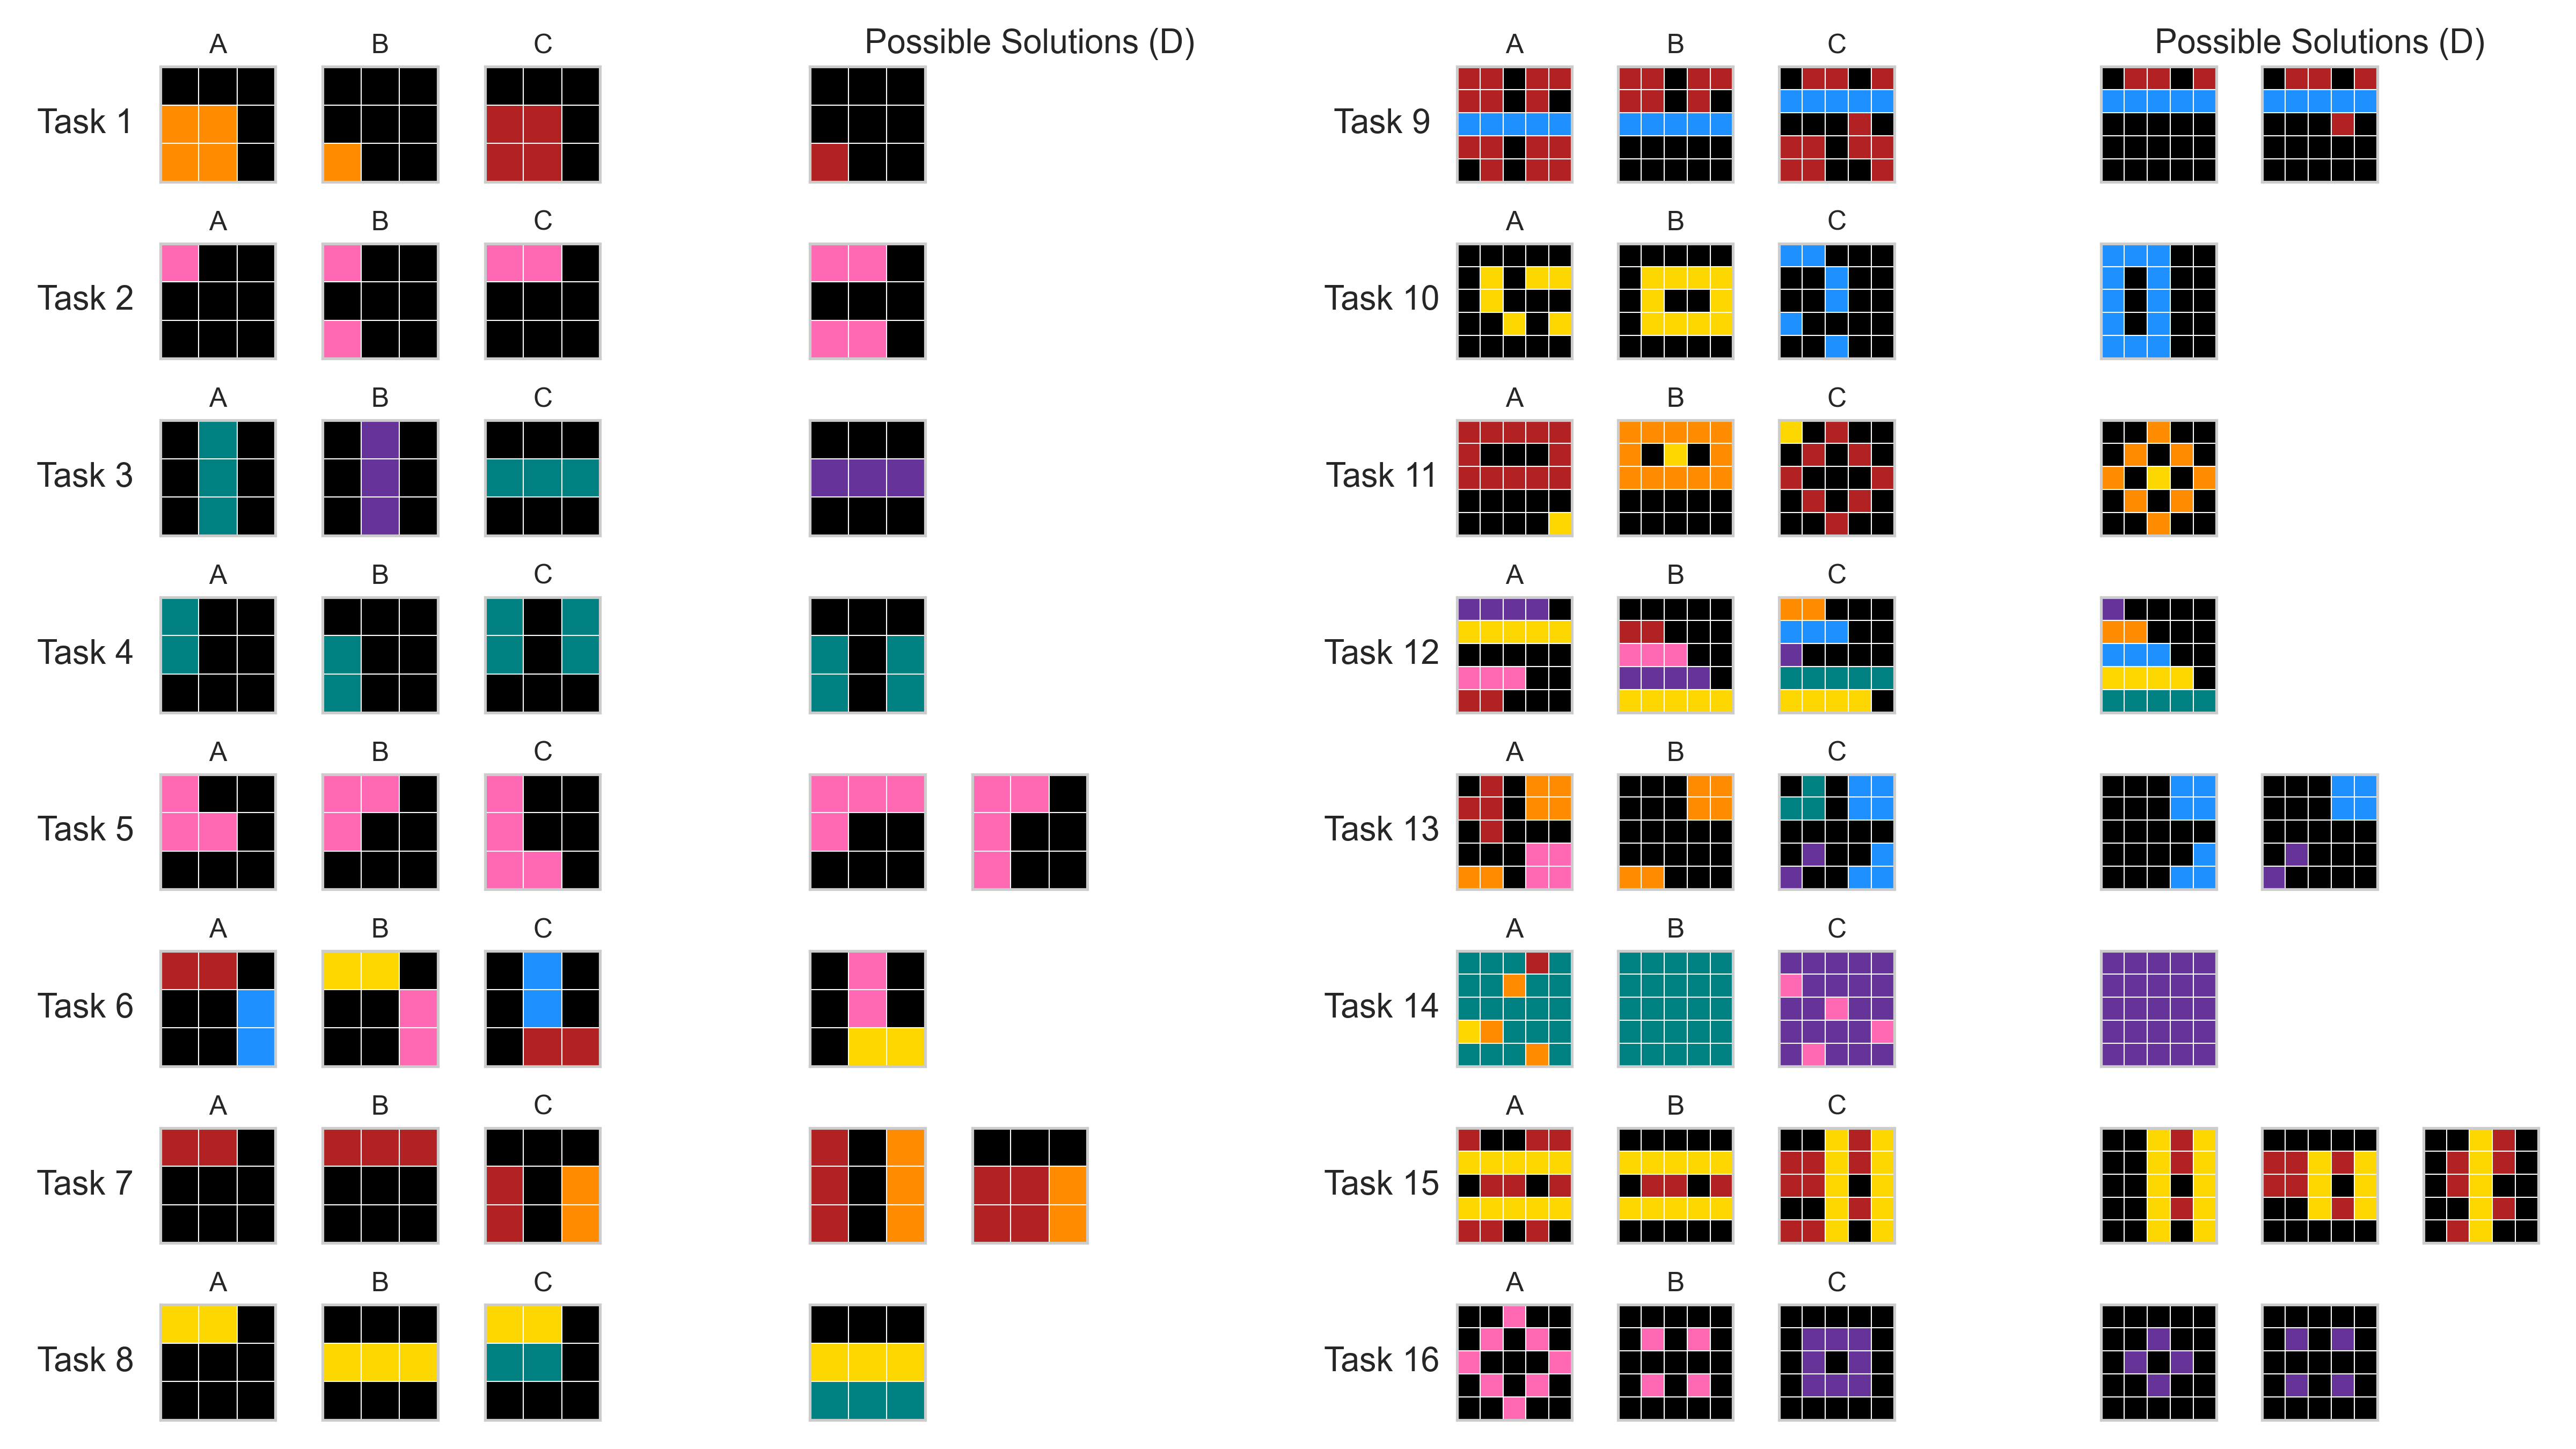 Possible Solutions (D)
A B C
Task 1
A B C
Task 2
A B C
Task 3
A B C
Task 4
A B C
Task 5
A B C
Task 6
A B C
Task 7
A B C
Task 8
Possible Solutions (D)
A B C
Task 9
A B C
Task 10
A B C
Task 11
A B C
Task 12
A B C
Task 13
A B C
Task 14
A B C
Task 15
A B C
Task 16